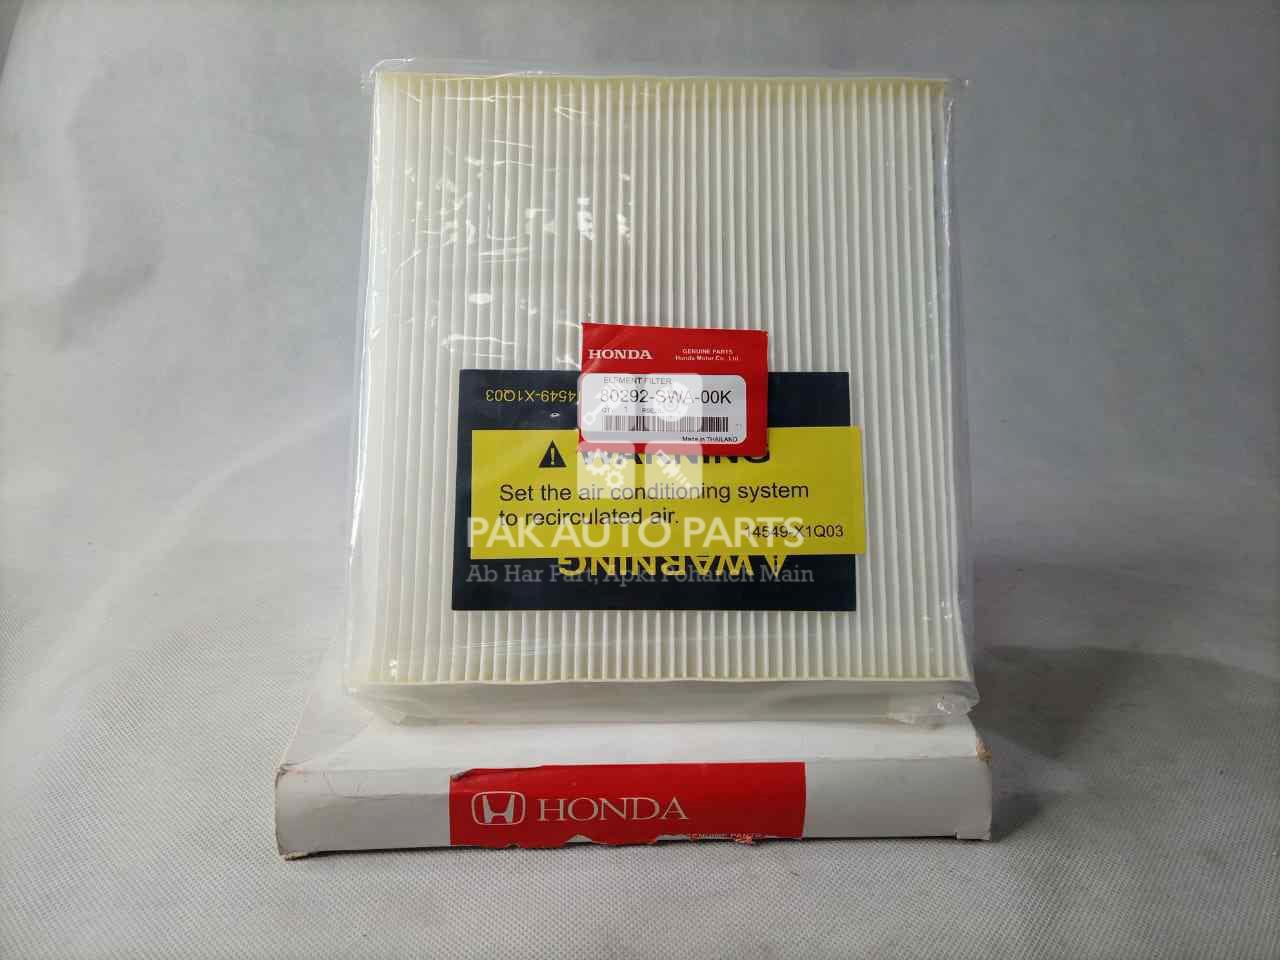 HONDA
GENUINE PARTS
Honda Motor Co., Ltd.
ELEMENT FILTER
80292-SWA-00K
QTY 1
Made in THAILAND
14549-X1Q03
WARNING
Set the air conditioning system
to recirculated air.
14549-X1Q03
PAK AUTO PARTS
WARNING
Ab Har Part, Apki Pohanch Main
HONDA
GENUINE PARTS